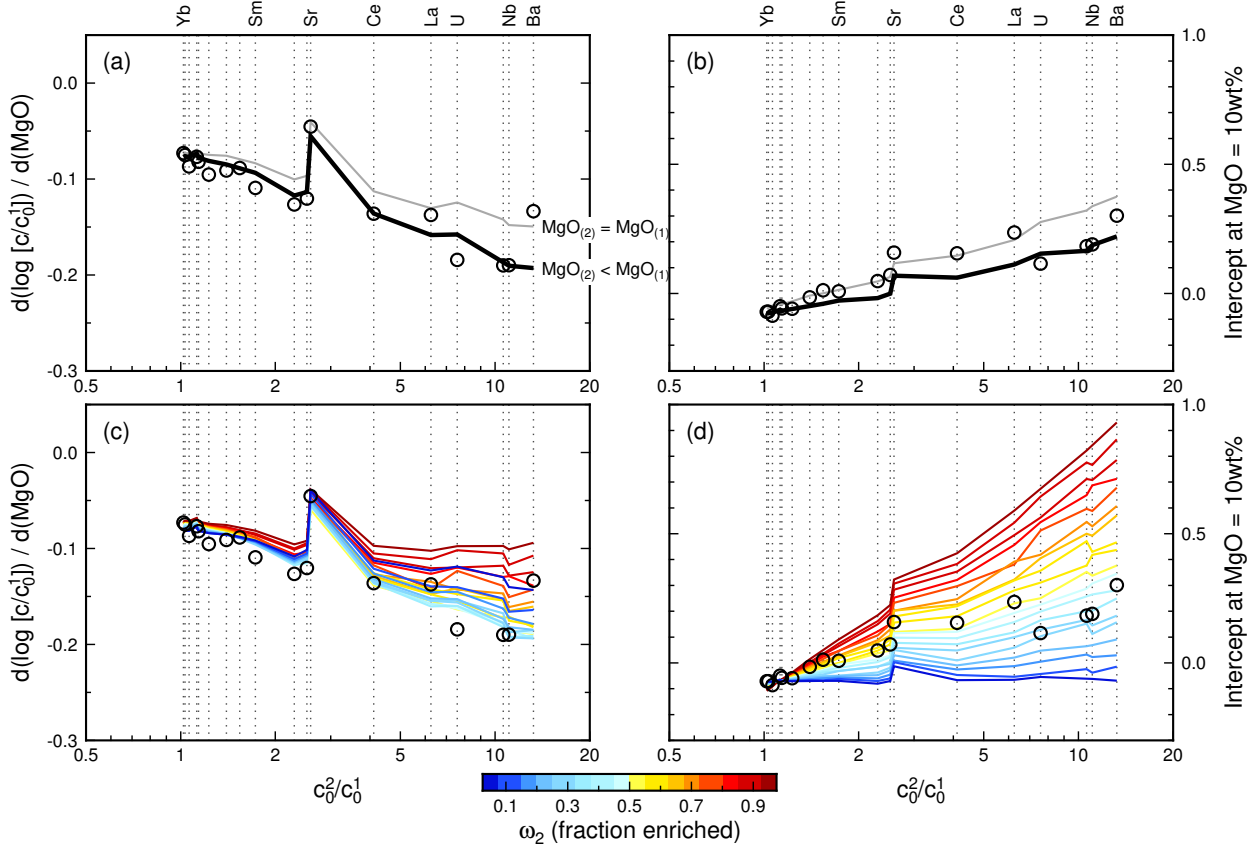 Yb Sm Sr Ce La U Nb Ba Yb Sm Sr Ce La U Nb Ba
(a) (b)
0.0 -0.1 -0.2 -0.3
d(log [c/c₀¹]) / d(MgO)
MgO₍₂₎ = MgO₍₁₎
MgO₍₂₎ < MgO₍₁₎
1.0 0.5 0.0
Intercept at MgO = 10wt%
0.5 1 2 5 10 20 0.5 1 2 5 10 20
(c) (d)
0.0 -0.1 -0.2 -0.3
d(log [c/c₀¹]) / d(MgO)
1.0 0.5 0.0
Intercept at MgO = 10wt%
0.5 1 2 5 10 20 0.5 1 2 5 10 20
c₀²/c₀¹ c₀²/c₀¹
0.1 0.3 0.5 0.7 0.9
ω₂ (fraction enriched)